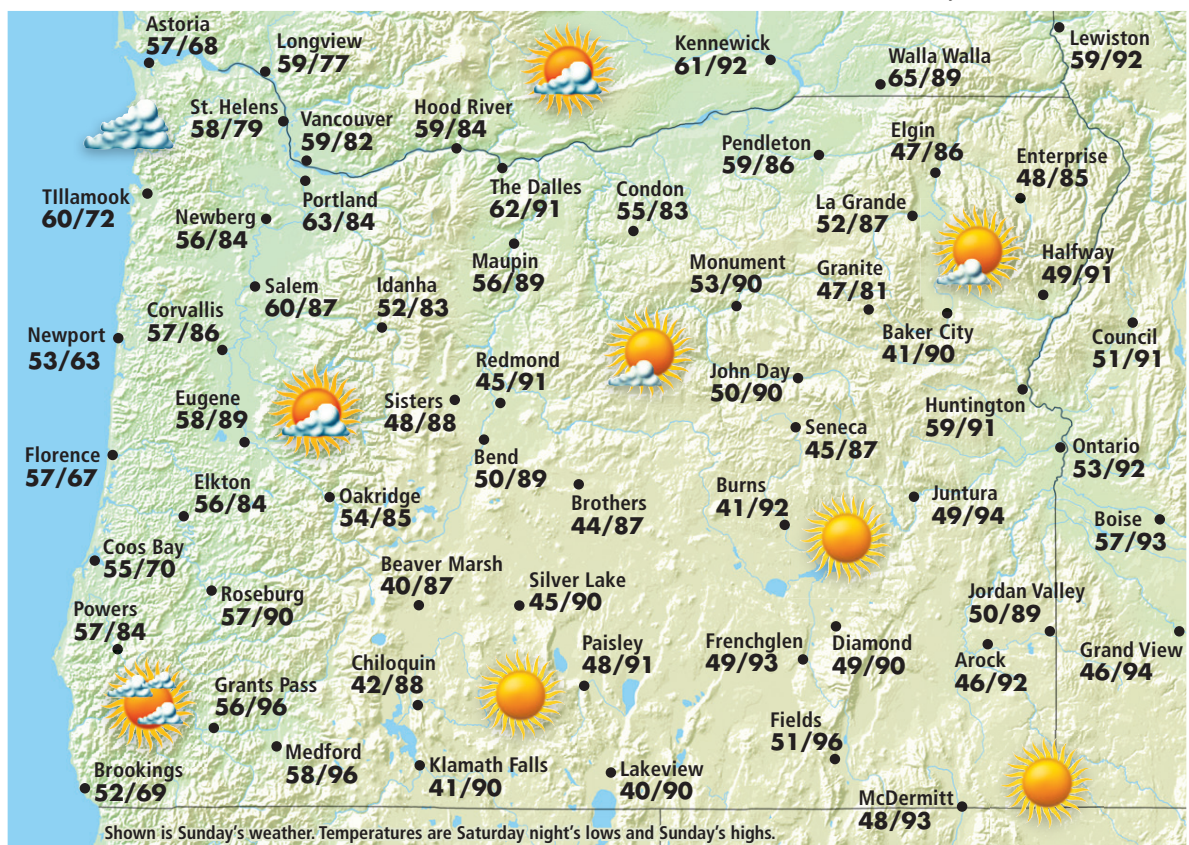 Astoria
57/68
Longview
59/77
Kennewick
61/92
Walla Walla
65/89
Lewiston
59/92
St. Helens
58/79
Vancouver
59/82
Hood River
59/84
Pendleton
59/86
Elgin
47/86
Enterprise
48/85
TIllamook
60/72
Newberg
56/84
Portland
63/84
The Dalles
62/91
Condon
55/83
La Grande
52/87
Maupin
56/89
Monument
53/90
Granite
47/81
Halfway
49/91
Salem
60/87
Idanha
52/83
Corvallis
57/86
Newport
53/63
Baker City
41/90
Council
51/91
Redmond
45/91
John Day
50/90
Eugene
58/89
Sisters
48/88
Huntington
59/91
Seneca
45/87
Florence
57/67
Bend
50/89
Ontario
53/92
Elkton
56/84
Oakridge
54/85
Brothers
44/87
Burns
41/92
Juntura
49/94
Boise
57/93
Coos Bay
55/70
Beaver Marsh
40/87
Silver Lake
45/90
Roseburg
57/90
Jordan Valley
50/89
Powers
57/84
Paisley
48/91
Frenchglen
49/93
Diamond
49/90
Arock
46/92
Grand View
46/94
Chiloquin
42/88
Grants Pass
56/96
Fields
51/96
Medford
58/96
Klamath Falls
41/90
Lakeview
40/90
Brookings
52/69
McDermitt
48/93
Shown is Sunday's weather. Temperatures are Saturday night's lows and Sunday's highs.